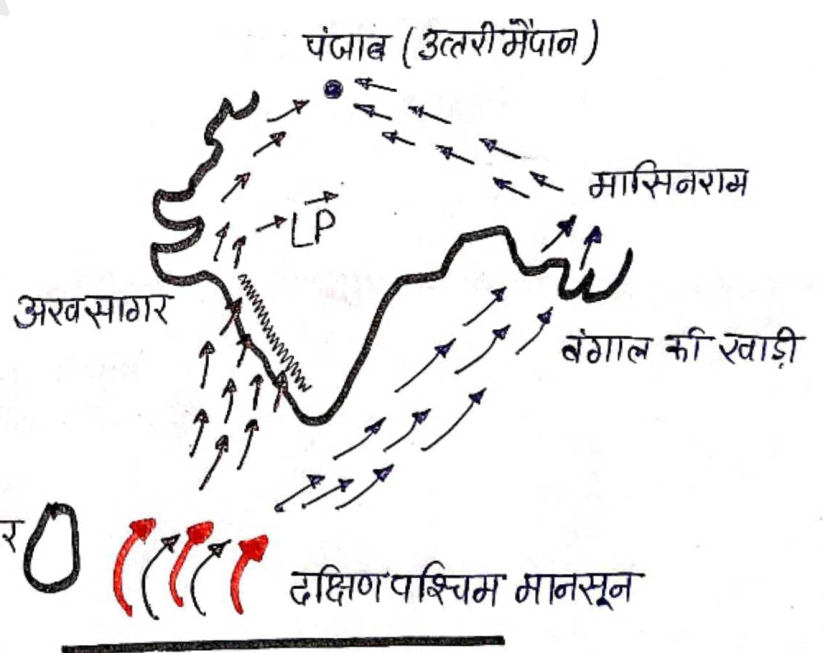 पंजाब (उत्तरी मैदान)
मासिनराम
LP
अरबसागर
बंगाल की खाड़ी
र
दक्षिण पश्चिम मानसून